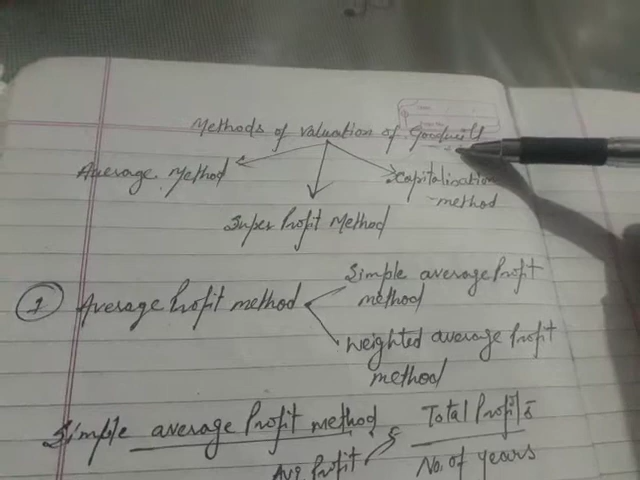 Methods of valuation of Goodwill
Average Method
Capitalisation
method
Super Profit Method
① Average Profit method
Simple average Profit
method
Weighted average Profit
method
Simple average Profit method
Avg Profit = Total Profits
No. of years